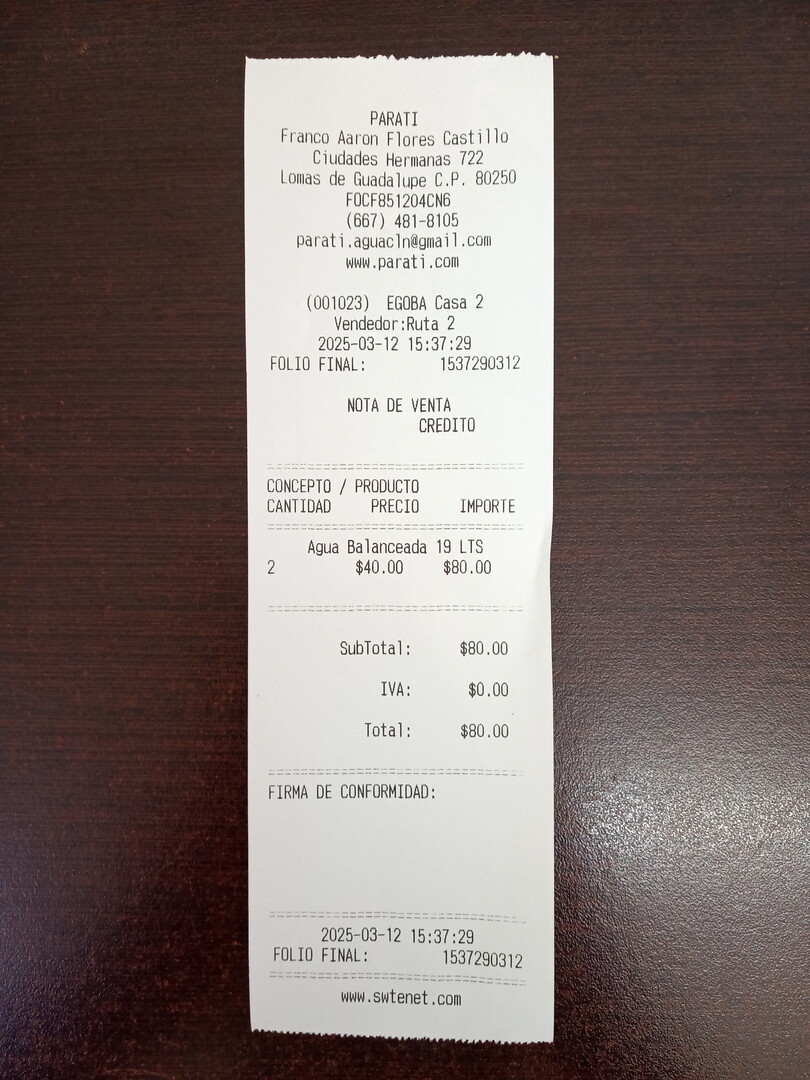 PARATI
Franco Aaron Flores Castillo
Ciudades Hermanas 722
Lomas de Guadalupe C.P. 80250
FOCF851204CN6
(667) 481-8105
parati.aguacln@gmail.com
www.parati.com
(001023) EGOBA Casa 2
Vendedor:Ruta 2
2025-03-12 15:37:29
FOLIO FINAL: 1537290312
NOTA DE VENTA
CREDITO
CONCEPTO / PRODUCTO
CANTIDAD PRECIO IMPORTE
Agua Balanceada 19 LTS
2 $40.00 $80.00
SubTotal: $80.00
IVA: $0.00
Total: $80.00
FIRMA DE CONFORMIDAD:
2025-03-12 15:37:29
FOLIO FINAL: 1537290312
www.swtenet.com